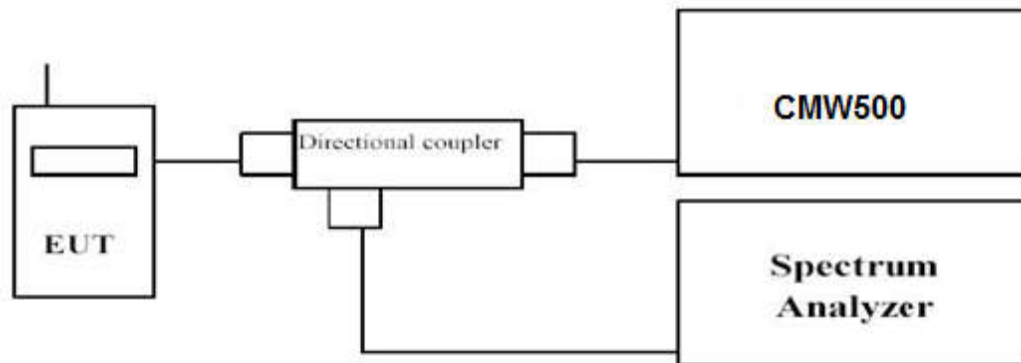 CMW500
Directional coupler
EUT
Spectrum
Analyzer